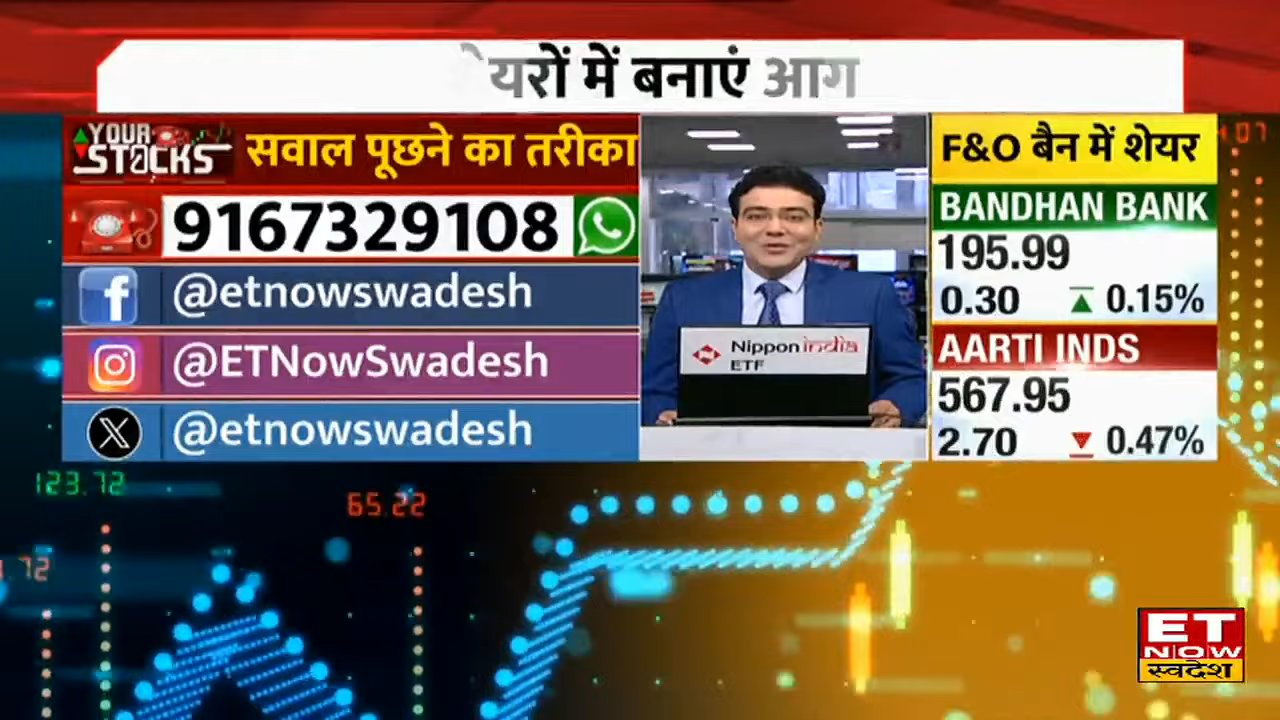 यरों में बनाएं आग
YOUR
STOCKS
सवाल पूछने का तरीका
9167329108
@etnowswadesh
@ETNowSwadesh
@etnowswadesh
Nippon india
ETF
F&O बैन में शेयर
BANDHAN BANK
195.99
0.30 0.15%
AARTI INDS
567.95
2.70 0.47%
123.72
65.22
.72
ET
NOW
स्वदेश